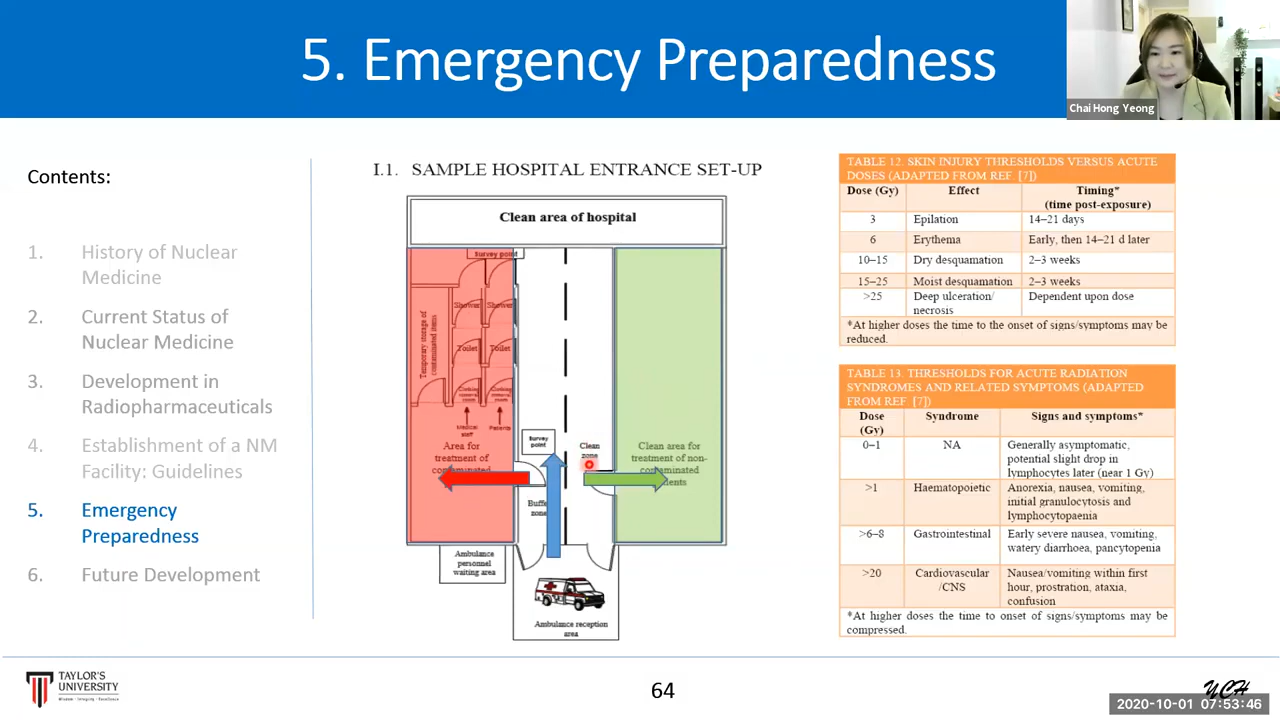 5. Emergency Preparedness
Chai Hong Yeong
Contents:
1. History of Nuclear
Medicine
2. Current Status of
Nuclear Medicine
3. Development in
Radiopharmaceuticals
4. Establishment of a NM
Facility: Guidelines
5. Emergency
Preparedness
6. Future Development
I.1. SAMPLE HOSPITAL ENTRANCE SET-UP
Clean area of hospital
Survey point
Shower Shower
Temporary storage of
contaminated items
Toilet Toilet
Medical
staff
Patients
Area for
treatment of
contaminated
Survey
point
Clean
zone
Clean area for
treatment of non-
contaminated
Buffer
zone
Ambulance
personnel
waiting area
Ambulance reception
area
TABLE 12. SKIN INJURY THRESHOLDS VERSUS ACUTE
DOSES (ADAPTED FROM REF. [7])
Dose (Gy) Effect Timing*
(time post-exposure)
3 Epilation 14–21 days
6 Erythema Early, then 14–21 d later
10–15 Dry desquamation 2–3 weeks
15–25 Moist desquamation 2–3 weeks
>25 Deep ulceration/
necrosis Dependent upon dose
*At higher doses the time to the onset of signs/symptoms may be
reduced.
TABLE 13. THRESHOLDS FOR ACUTE RADIATION
SYNDROMES AND RELATED SYMPTOMS (ADAPTED
FROM REF. [7])
Dose
(Gy) Syndrome Signs and symptoms*
0–1 NA Generally asymptomatic,
potential slight drop in
lymphocytes later (near 1 Gy)
>1 Haematopoietic Anorexia, nausea, vomiting,
initial granulocytosis and
lymphocytopaenia
>6–8 Gastrointestinal Early severe nausea, vomiting,
watery diarrhoea, pancytopenia
>20 Cardiovascular
/CNS Nausea/vomiting within first
hour, prostration, ataxia,
confusion
*At higher doses the time to onset of signs/symptoms may be
compressed.
TAYLOR'S
UNIVERSITY
Wisdom · Integrity · Excellence
64
YCH
2020-10-01 07:53:46